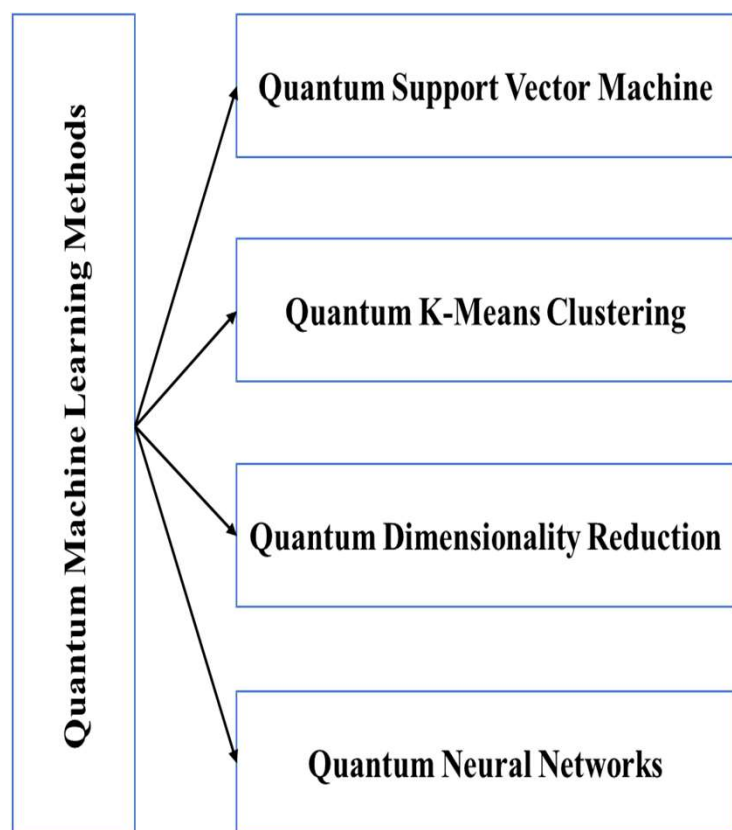 Quantum Machine Learning Methods
Quantum Support Vector Machine
Quantum K-Means Clustering
Quantum Dimensionality Reduction
Quantum Neural Networks